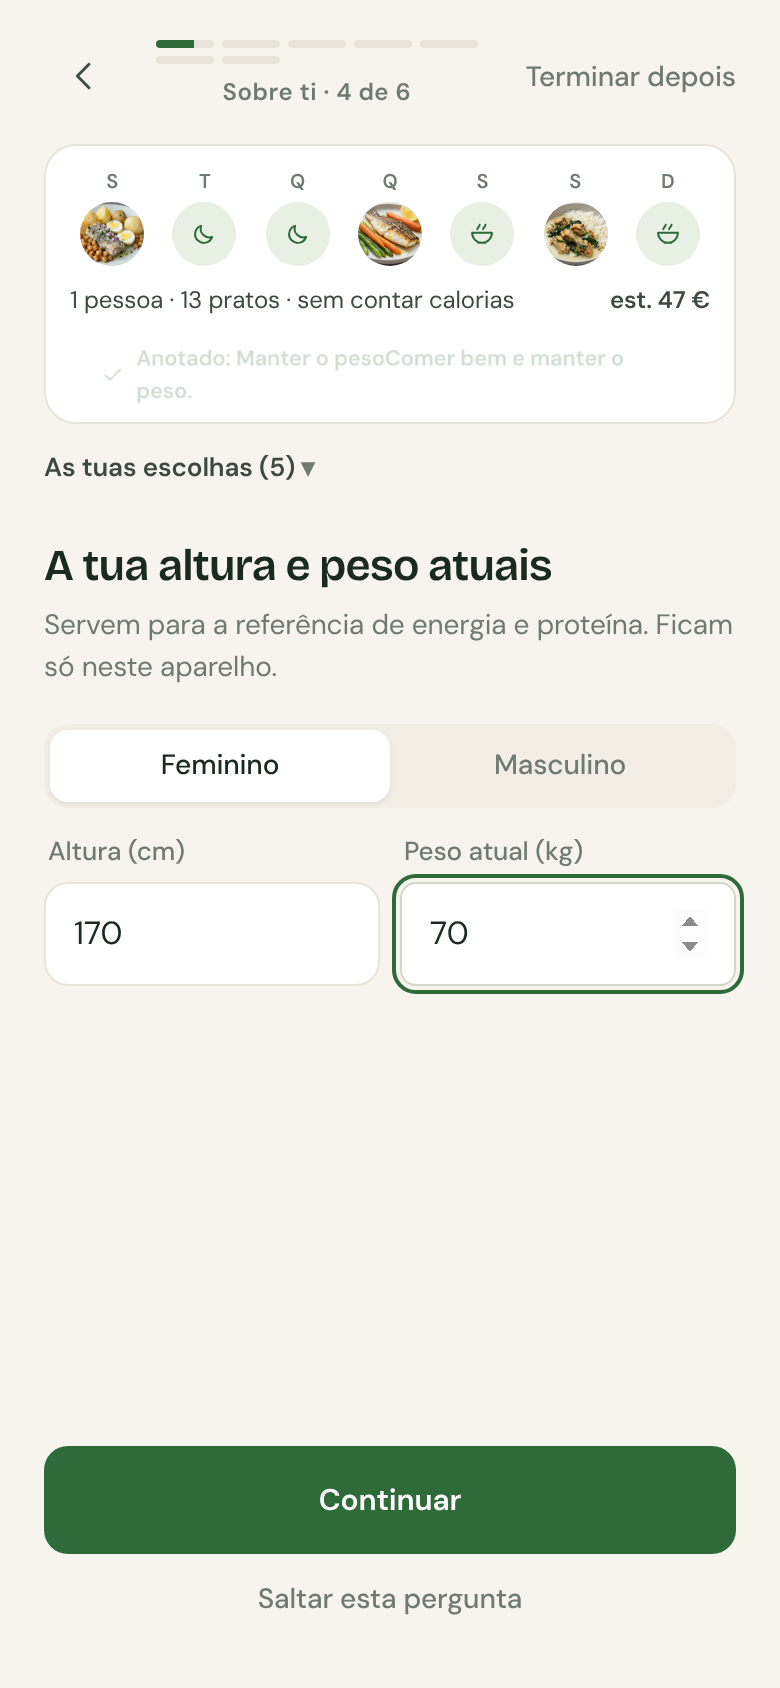 Sobre ti · 4 de 6
Terminar depois
S T Q Q S S D
1 pessoa · 13 pratos · sem contar calorias est. 47 €
Anotado: Manter o pesoComer bem e manter o
peso.
As tuas escolhas (5) ▼
A tua altura e peso atuais
Servem para a referência de energia e proteína. Ficam
só neste aparelho.
Feminino Masculino
Altura (cm) Peso atual (kg)
170 70
Continuar
Saltar esta pergunta